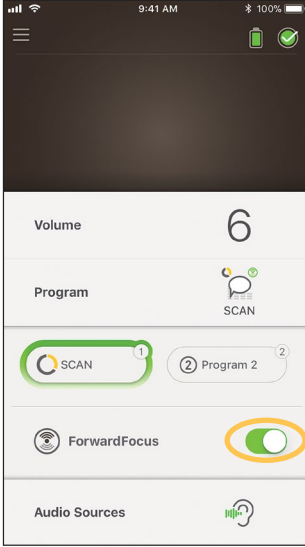 9:41 AM
100%
Volume
6
Program
SCAN
SCAN
1
2
Program 2
2
ForwardFocus
Audio Sources